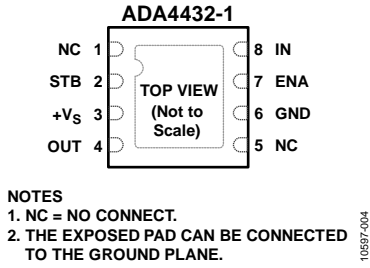 ADA4432-1
NC 1
STB 2
+VS 3
OUT 4
TOP VIEW
(Not to
Scale)
8 IN
7 ENA
6 GND
5 NC
NOTES
1. NC = NO CONNECT.
2. THE EXPOSED PAD CAN BE CONNECTED
TO THE GROUND PLANE.
10597-004